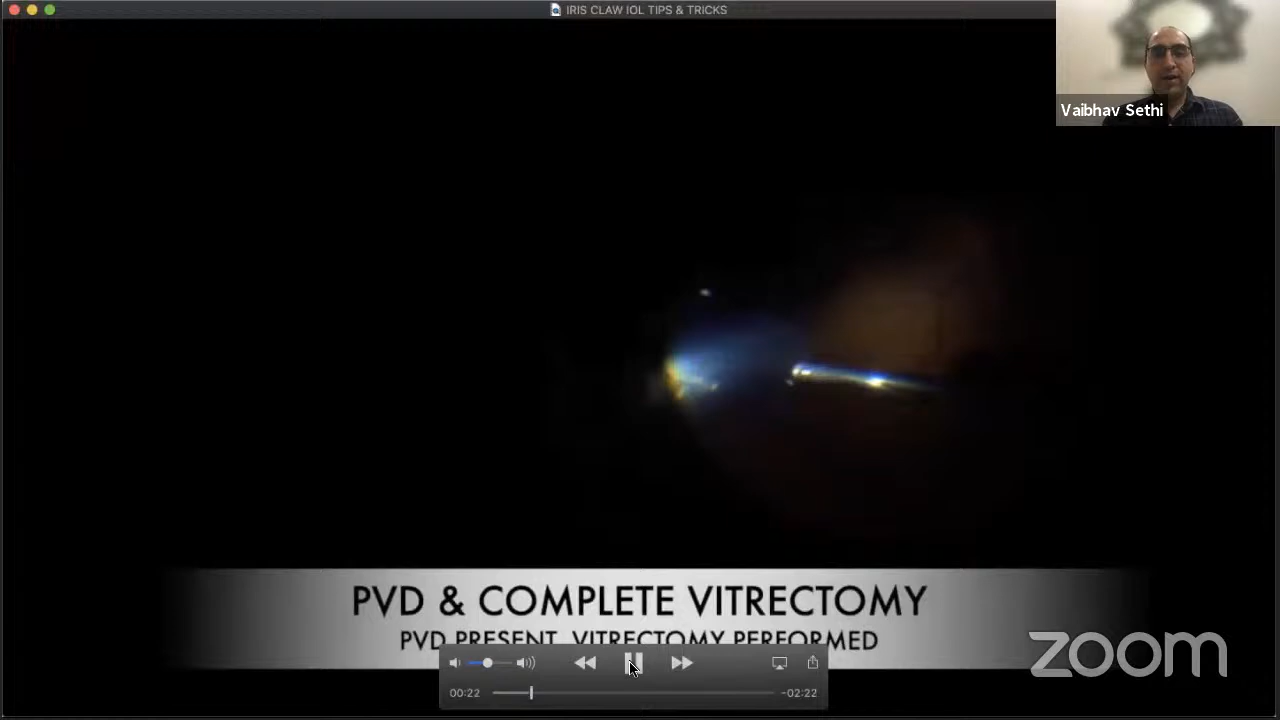 IRIS CLAW IOL TIPS & TRICKS
Vaibhav Sethi
PVD & COMPLETE VITRECTOMY
PVD PRESENT, VITRECTOMY PERFORMED
zoom
00:22
-02:22